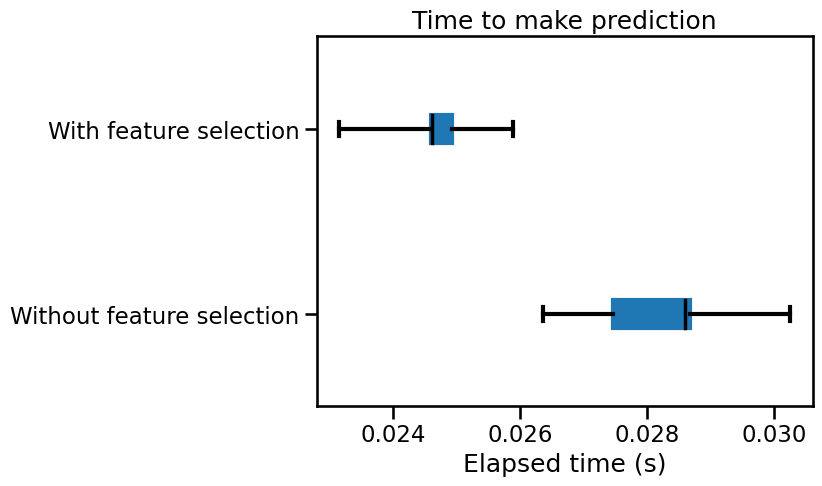 Time to make prediction
With feature selection
Without feature selection
0.024 0.026 0.028 0.030
Elapsed time (s)